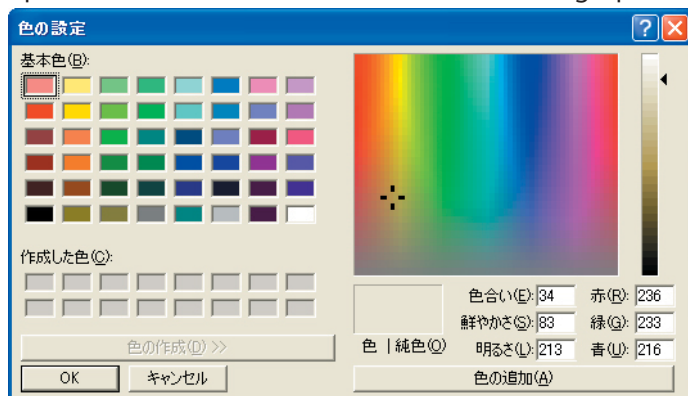 色の設定
基本色(B):
作成した色(C):
色の作成(D) >>
OK キャンセル
色 | 純色(O)
色合い(E): 34 赤(R): 236
鮮やかさ(S): 83 緑(G): 233
明るさ(L): 213 青(U): 216
色の追加(A)